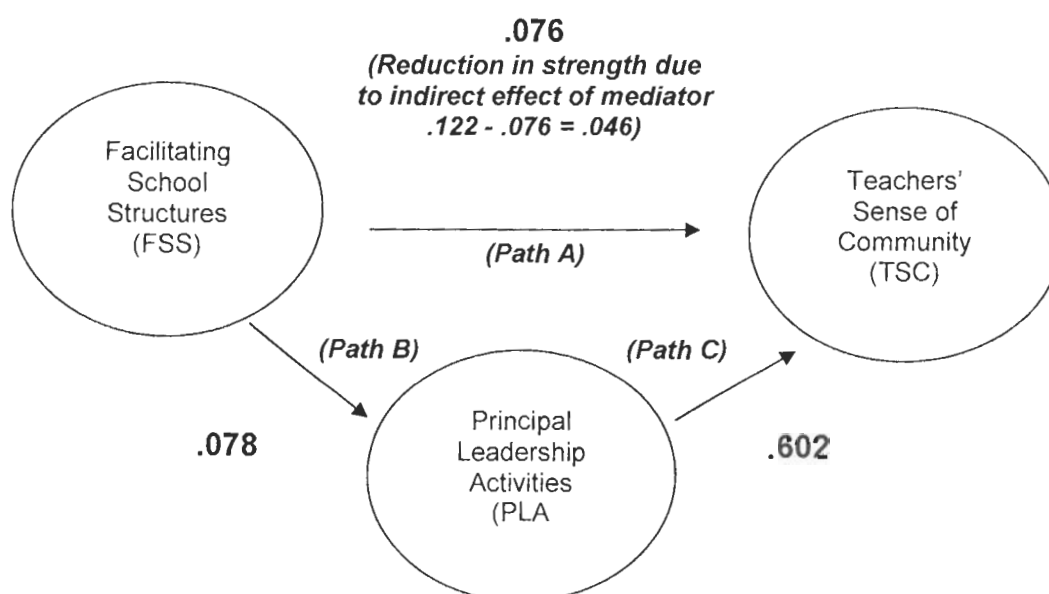 .076
(Reduction in strength due
to indirect effect of mediator
.122 - .076 = .046)
Facilitating
School
Structures
(FSS)
Teachers'
Sense of
Community
(TSC)
(Path A)
(Path B)
(Path C)
.078
Principal
Leadership
Activities
(PLA
.602